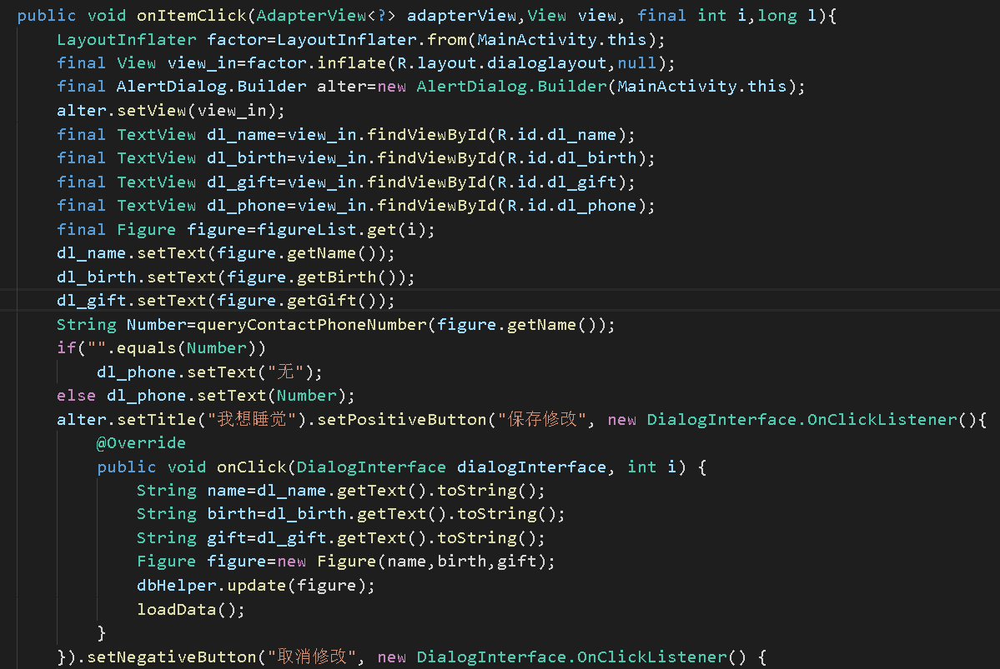 public void onItemClick(AdapterView<?> adapterView,View view, final int i,long l){
LayoutInflater factor=LayoutInflater.from(MainActivity.this);
final View view_in=factor.inflate(R.layout.dialoglayout,null);
final AlertDialog.Builder alter=new AlertDialog.Builder(MainActivity.this);
alter.setView(view_in);
final TextView dl_name=view_in.findViewById(R.id.dl_name);
final TextView dl_birth=view_in.findViewById(R.id.dl_birth);
final TextView dl_gift=view_in.findViewById(R.id.dl_gift);
final TextView dl_phone=view_in.findViewById(R.id.dl_phone);
final Figure figure=figureList.get(i);
dl_name.setText(figure.getName());
dl_birth.setText(figure.getBirth());
dl_gift.setText(figure.getGift());
String Number=queryContactPhoneNumber(figure.getName());
if("".equals(Number))
dl_phone.setText("无");
else dl_phone.setText(Number);
alter.setTitle("我想睡觉").setPositiveButton("保存修改", new DialogInterface.OnClickListener(){
@Override
public void onClick(DialogInterface dialogInterface, int i) {
String name=dl_name.getText().toString();
String birth=dl_birth.getText().toString();
String gift=dl_gift.getText().toString();
Figure figure=new Figure(name,birth,gift);
dbHelper.update(figure);
loadData();
}
}).setNegativeButton("取消修改", new DialogInterface.OnClickListener() {